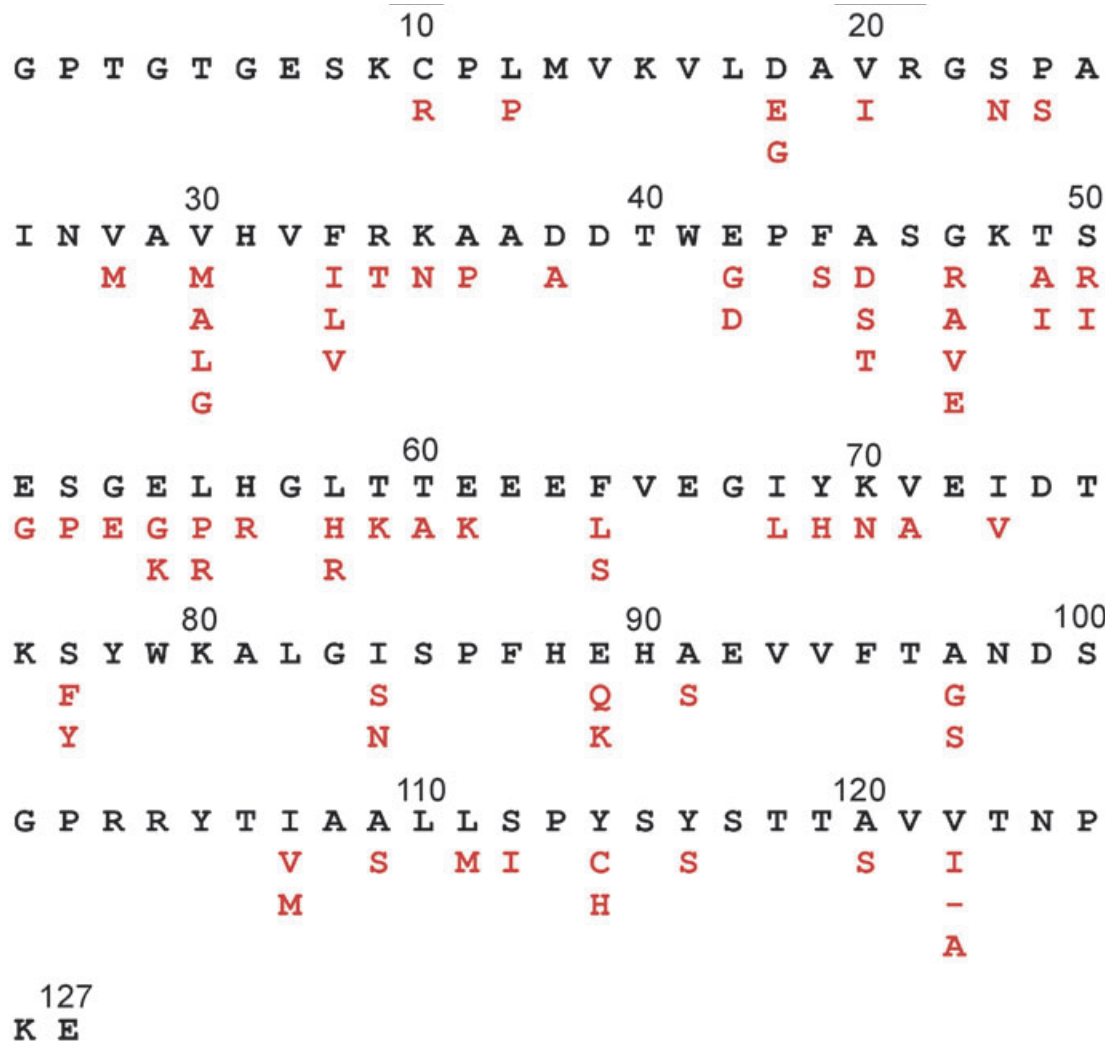 10 20
G P T G T G E S K C P L M V K V L D A V R G S P A
R P E I N S
G
30 40 50
I N V A V H V F R K A A D D T W E P F A S G K T S
M M I T N P A G S D R A R
A L D S A I I
L V T V
G E
60 70
E S G E L H G L T T E E E F V E G I Y K V E I D T
G P E G P R H K A K L L H N A V
K R R S
80 90 100
K S Y W K A L G I S P F H E H A E V V F T A N D S
F S Q S G
Y N K S
110 120
G P R R Y T I A A L L S P Y S Y S T T A V V T N P
V S M I C S S I
M H –
A
127
K E